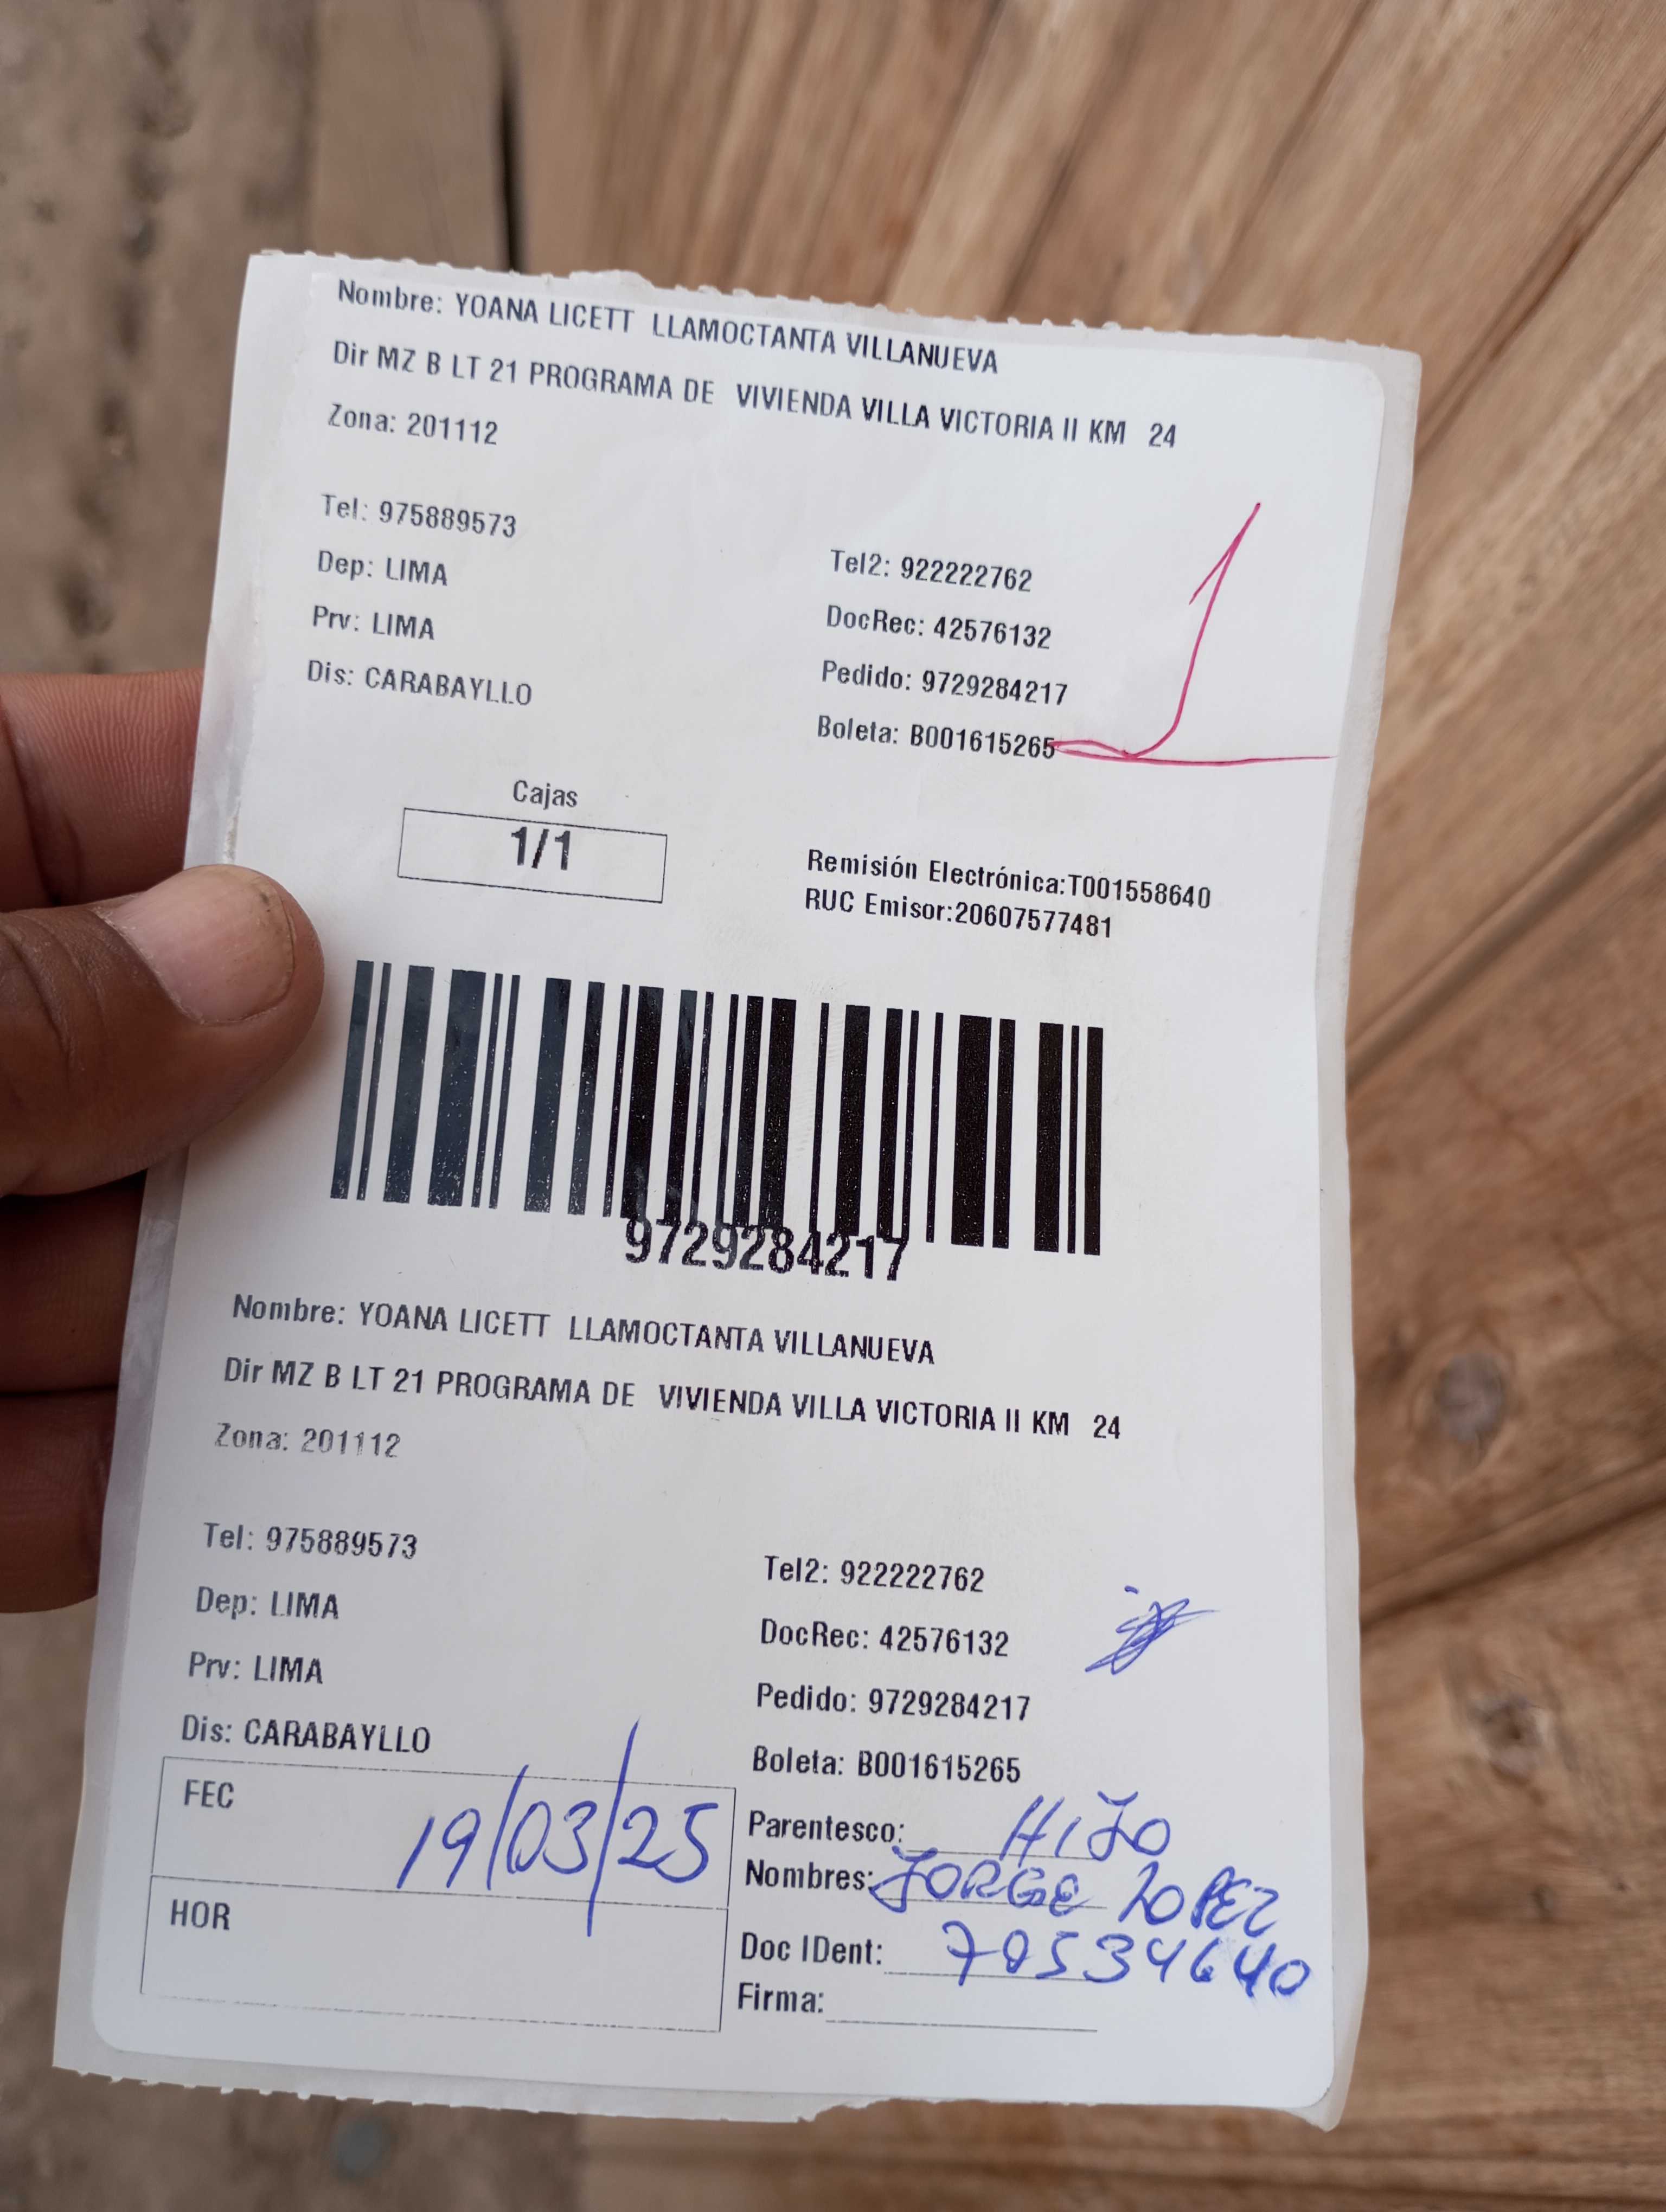 Nombre: YOANA LICETT LLAMOCTANTA VILLANUEVA
Dir MZ B LT 21 PROGRAMA DE VIVIENDA VILLA VICTORIA II KM 24
Zona: 201112
Tel: 975889573
Tel2: 922222762
Dep: LIMA
DocRec: 42576132
Prv: LIMA
Pedido: 9729284217
Dis: CARABAYLLO
Boleta: B001615265
1
Cajas
1/1
Remisión Electrónica:T001558640
RUC Emisor:20607577481
9729284217
Nombre: YOANA LICETT LLAMOCTANTA VILLANUEVA
Dir MZ B LT 21 PROGRAMA DE VIVIENDA VILLA VICTORIA II KM 24
Zona: 201112
Tel: 975889573
Tel2: 922222762
Dep: LIMA
DocRec: 42576132
Prv: LIMA
Pedido: 9729284217
Dis: CARABAYLLO
Boleta: B001615265
FEC 19/03/25
HOR
Parentesco: HIJO
Nombres: JORGE LOPEZ
Doc IDent: 70534640
Firma: